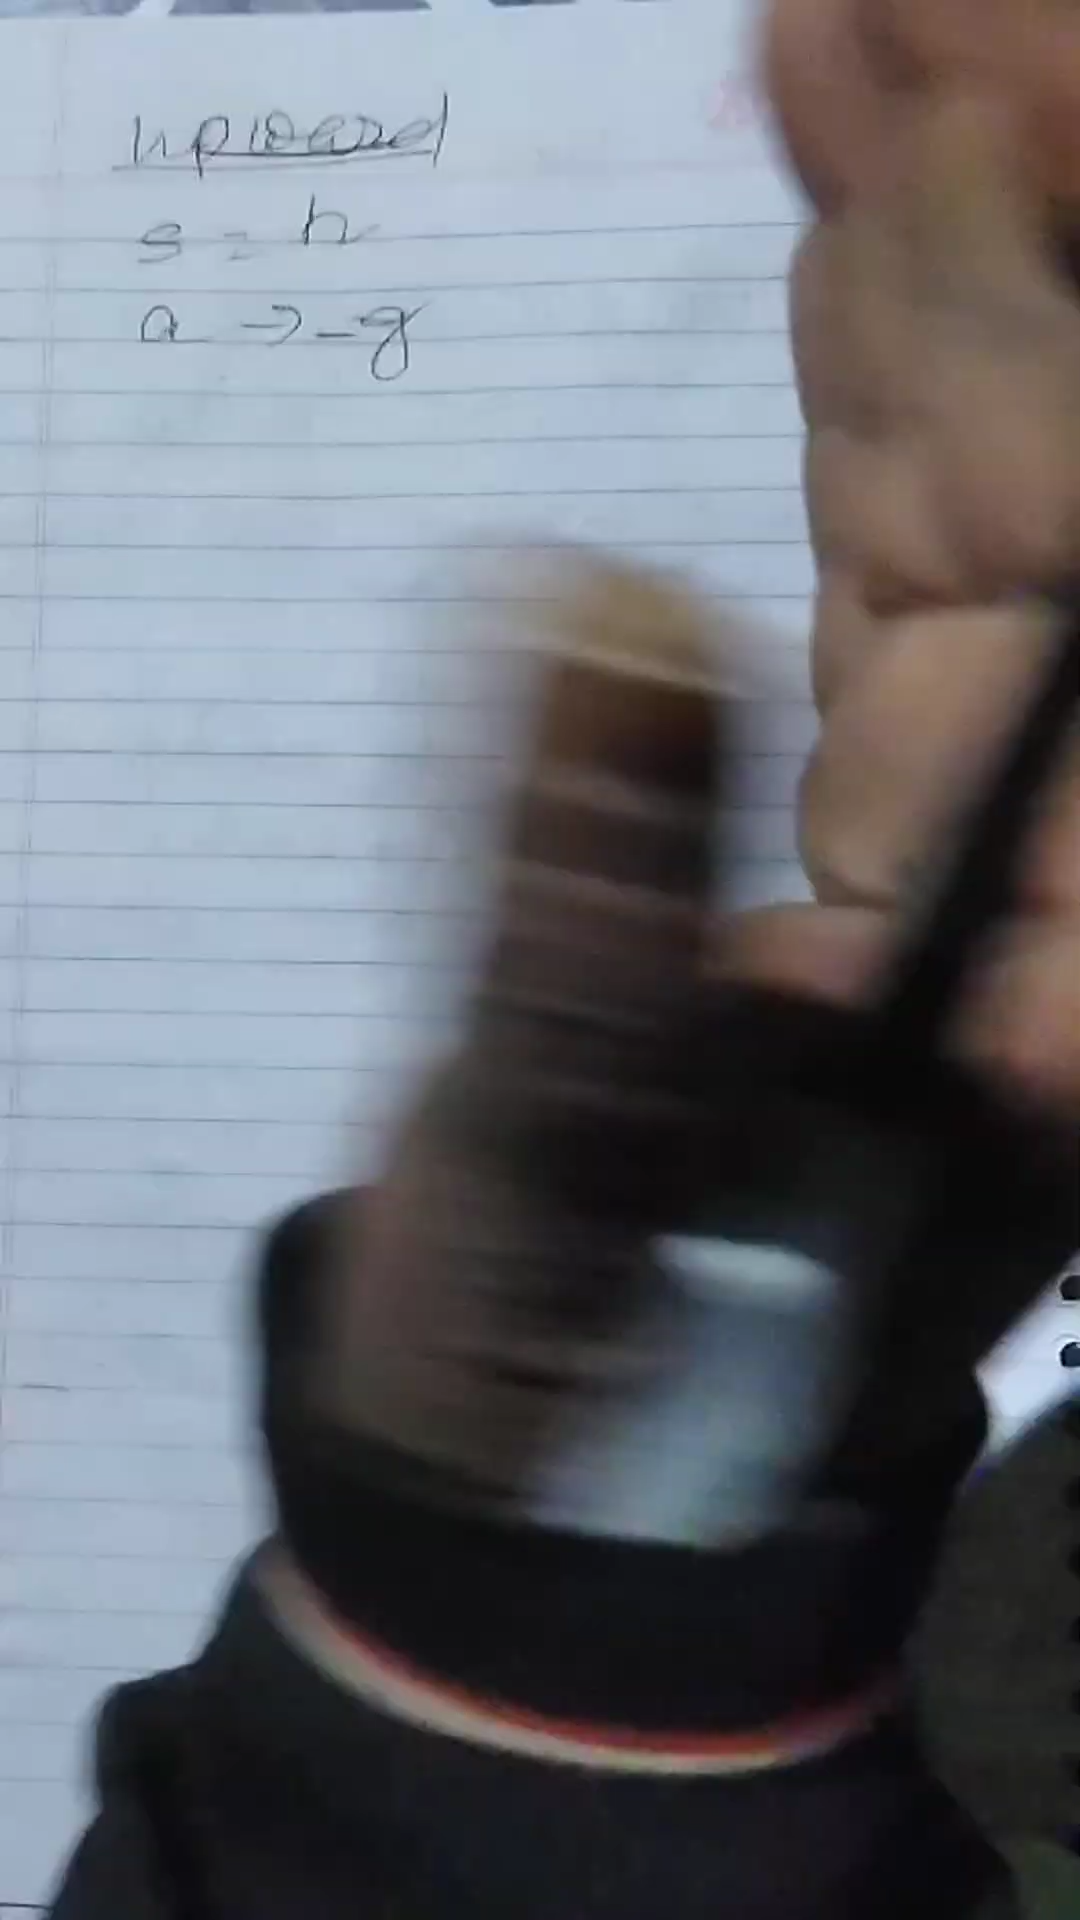 upward
s = h
a → -g